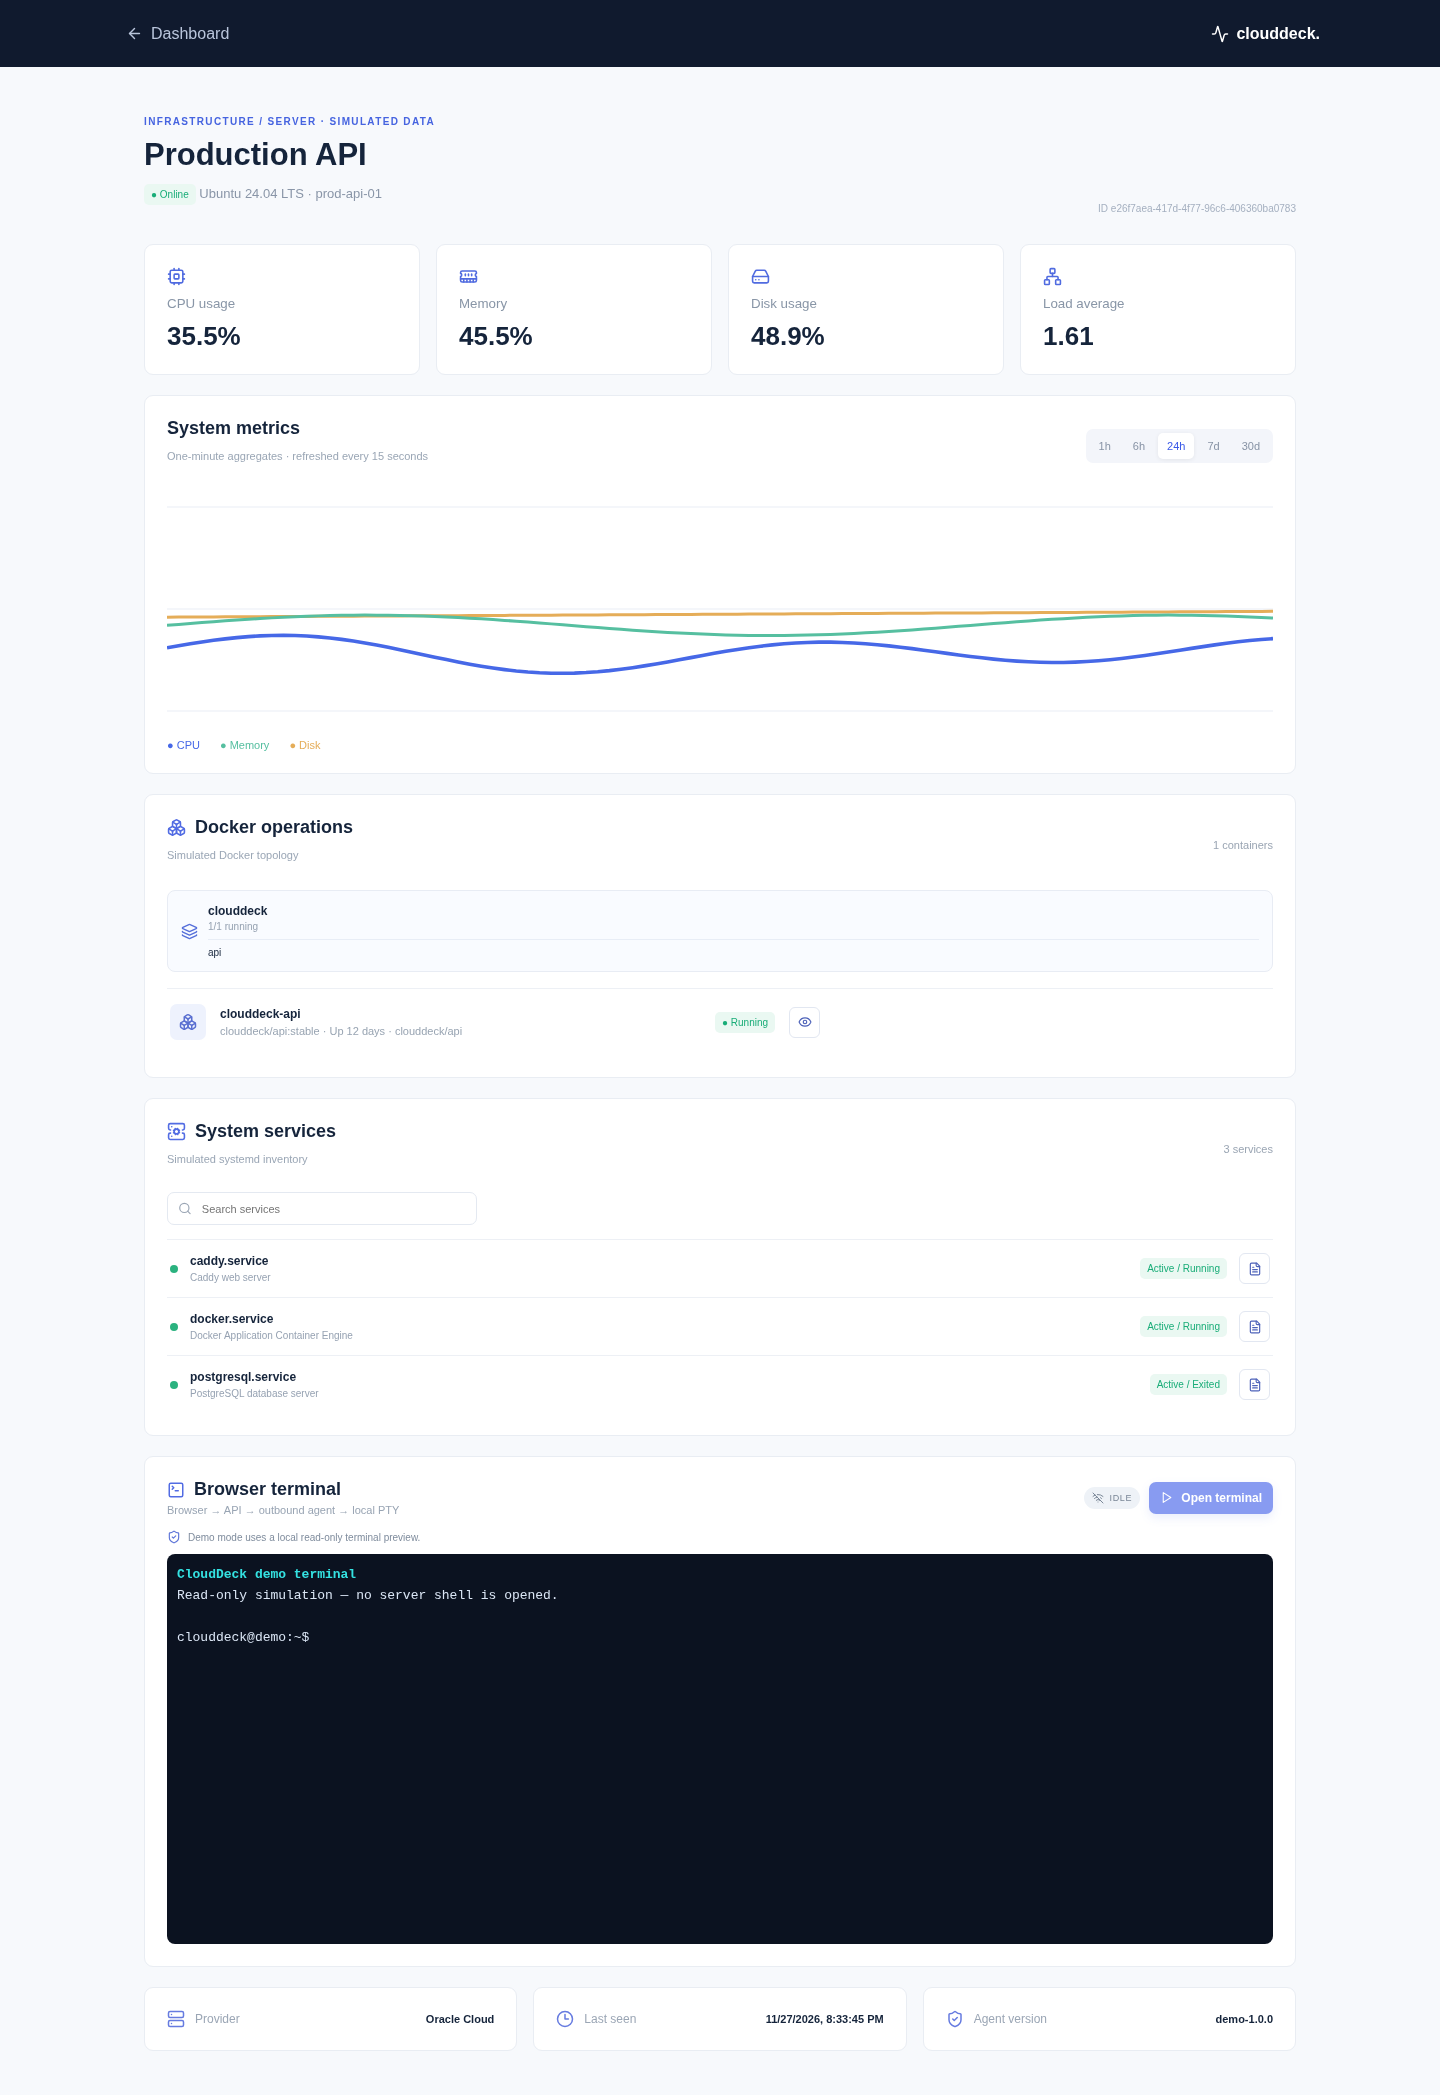 Dashboard
clouddeck.
INFRASTRUCTURE / SERVER · SIMULATED DATA
Production API
● Online Ubuntu 24.04 LTS · prod-api-01
ID e26f7aea-417d-4f77-96c6-406360ba0783
CPU usage
35.5%
Memory
45.5%
Disk usage
48.9%
Load average
1.61
System metrics
One-minute aggregates · refreshed every 15 seconds
1h 6h 24h 7d 30d
● CPU ● Memory ● Disk
Docker operations
Simulated Docker topology
1 containers
clouddeck
1/1 running
api
clouddeck-api
clouddeck/api:stable · Up 12 days · clouddeck/api
● Running
System services
Simulated systemd inventory
3 services
Search services
caddy.service
Caddy web server
Active / Running
docker.service
Docker Application Container Engine
Active / Running
postgresql.service
PostgreSQL database server
Active / Exited
Browser terminal
Browser → API → outbound agent → local PTY
IDLE
Open terminal
Demo mode uses a local read-only terminal preview.
CloudDeck demo terminal
Read-only simulation — no server shell is opened.
clouddeck@demo:~$
Provider Oracle Cloud
Last seen 11/27/2026, 8:33:45 PM
Agent version demo-1.0.0